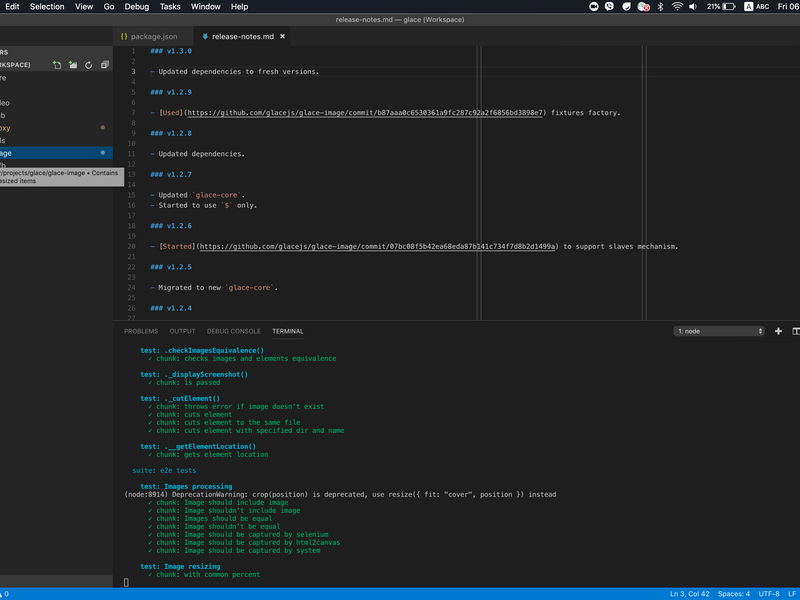 Edit Selection View Go Debug Tasks Window Help 21% A ABC Fri 06
release-notes.md — glace (Workspace)
{} package.json release-notes.md ×
RS
KSPACE)
re
deo
b
oxy
ls
age
fb
/projects/glace/glace-image • Contains
asized items
1 ### v1.3.0
2
3 - Updated dependencies to fresh versions.
4
5 ### v1.2.9
6
7 - [Used](https://github.com/glacejs/glace-image/commit/b87aaa0c6530361a9fc287c92a2f6856bd3898e7) fixtures factory.
8
9 ### v1.2.8
10
11 - Updated dependencies.
12
13 ### v1.2.7
14
15 - Updated `glace-core`.
16 - Started to use `$` only.
17
18 ### v1.2.6
19
20 - [Started](https://github.com/glacejs/glace-image/commit/07bc08f5b42ea68eda87b141c734f7d8b2d1499a) to support slaves mechanism.
21
22 ### v1.2.5
23
24 - Migrated to new `glace-core`.
25
26 ### v1.2.4
27
PROBLEMS OUTPUT DEBUG CONSOLE TERMINAL 1: node
test: .checkImagesEquivalence()
✓ chunk: checks images and elements equivalence
test: ._displayScreenshot()
✓ chunk: is passed
test: ._cutElement()
✓ chunk: throws error if image doesn't exist
✓ chunk: cuts element
✓ chunk: cuts element to the same file
✓ chunk: cuts element with specified dir and name
test: .__getElementLocation()
✓ chunk: gets element location
suite: e2e tests
test: Images processing
(node:8914) DeprecationWarning: crop(position) is deprecated, use resize({ fit: "cover", position }) instead
✓ chunk: Image should include image
✓ chunk: Image shouldn't include image
✓ chunk: Images should be equal
✓ chunk: Image shouldn't be equal
✓ chunk: Image should be captured by selenium
✓ chunk: Image should be captured by html2canvas
✓ chunk: Image should be captured by system
test: Image resizing
✓ chunk: with common percent
0 Ln 3, Col 42 Spaces: 4 UTF-8 LF